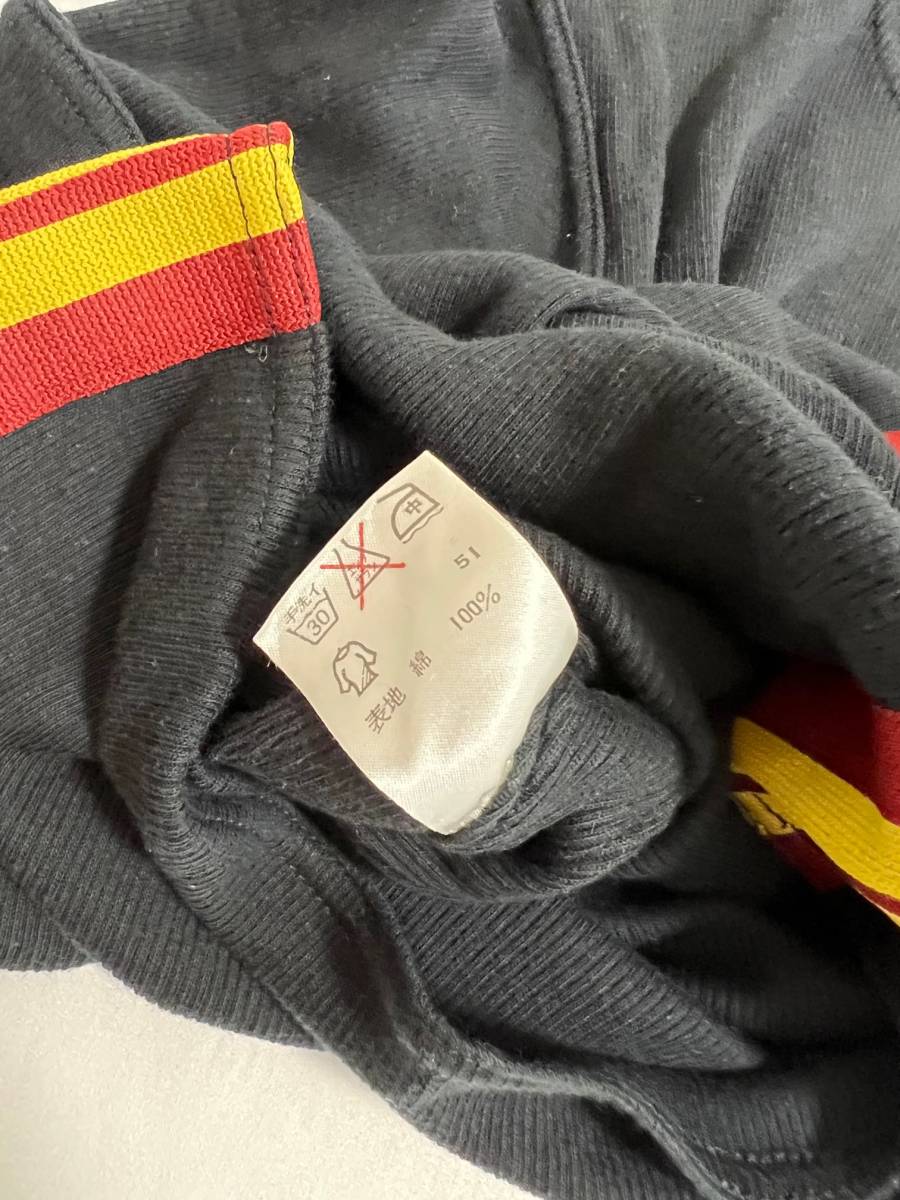 手洗イ
30
中
51
表地 綿 100%